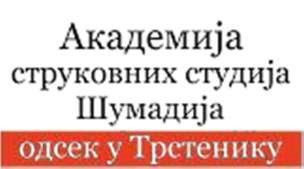 Академија
струковних студија
Шумадија
одсек у Трстенику